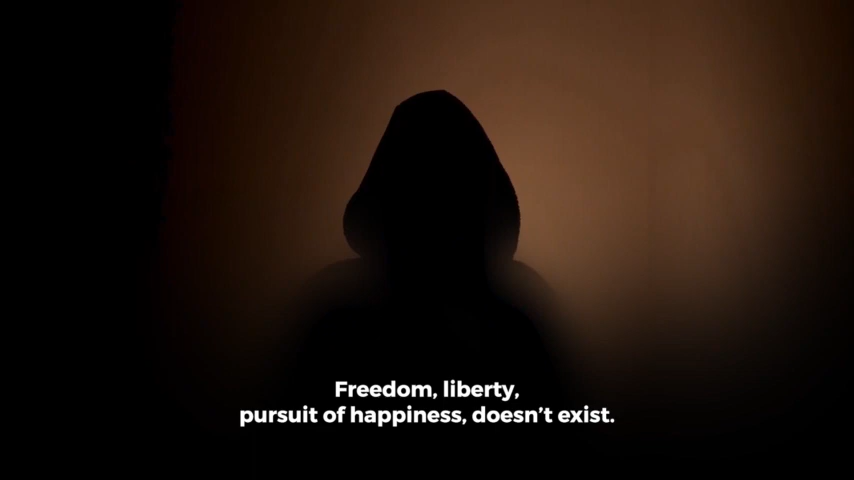 Freedom, liberty,
pursuit of happiness, doesn’t exist.